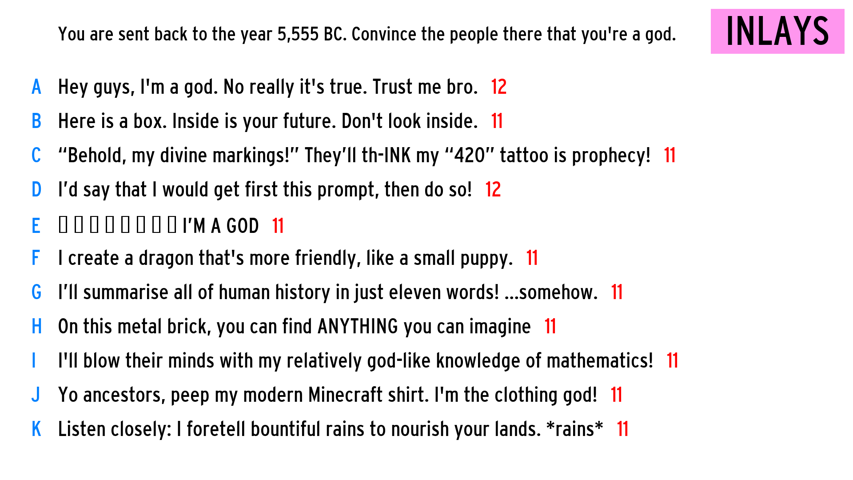 You are sent back to the year 5,555 BC. Convince the people there that you're a god.
INLAYS
A Hey guys, I'm a god. No really it's true. Trust me bro. 12
B Here is a box. Inside is your future. Don't look inside. 11
C “Behold, my divine markings!” They’ll th-INK my “420” tattoo is prophecy! 11
D I’d say that I would get first this prompt, then do so! 12
E ▯ ▯ ▯ ▯ ▯ ▯ ▯ ▯ I’M A GOD 11
F I create a dragon that's more friendly, like a small puppy. 11
G I’ll summarise all of human history in just eleven words! ...somehow. 11
H On this metal brick, you can find ANYTHING you can imagine 11
I I'll blow their minds with my relatively god-like knowledge of mathematics! 11
J Yo ancestors, peep my modern Minecraft shirt. I'm the clothing god! 11
K Listen closely: I foretell bountiful rains to nourish your lands. *rains* 11